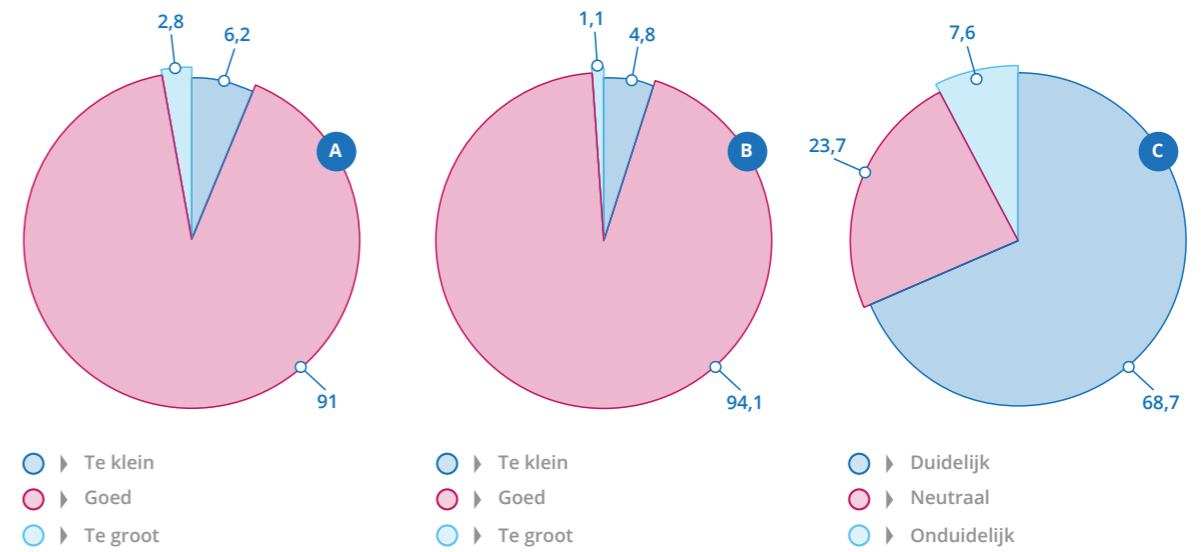 2,8
6,2
A
91
Te klein
Goed
Te groot
1,1
4,8
B
94,1
Te klein
Goed
Te groot
7,6
23,7
C
68,7
Duidelijk
Neutraal
Onduidelijk